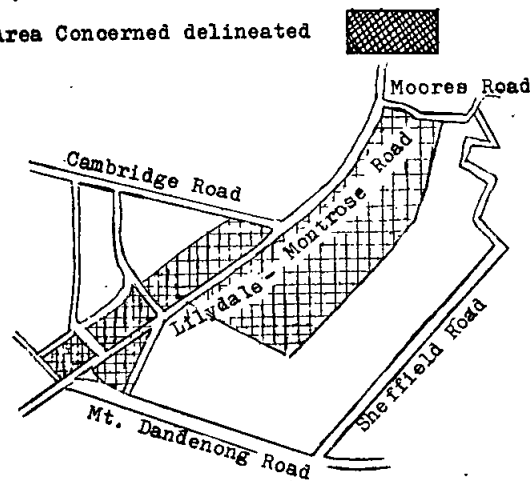 Area Concerned delineated
Moores Road
Cambridge Road
Lilydale - Montrose Road
Sheffield Road
Mt. Dandenong Road